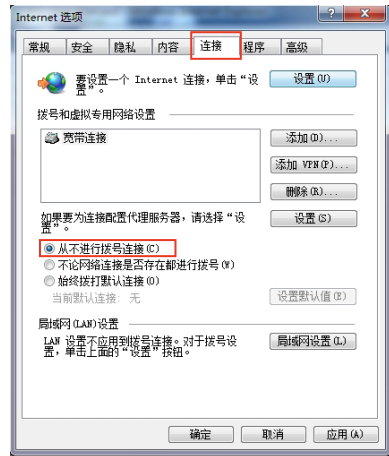 Internet 选项
常规 安全 隐私 内容 连接 程序 高级
要设置一个 Internet 连接，单击“设置”。
设置(U)
拨号和虚拟专用网络设置
宽带连接
添加(D)...
添加 VPN(P)...
删除(R)...
如果要为连接配置代理服务器，请选择“设置”。
设置(S)
从不进行拨号连接(C)
不论网络连接是否存在都进行拨号(W)
始终拨打默认连接(O)
当前默认连接: 无
设置默认值(E)
局域网(LAN)设置
LAN 设置不应用到拨号连接。对于拨号设置，单击上面的“设置”按钮。
局域网设置(L)
确定 取消 应用(A)